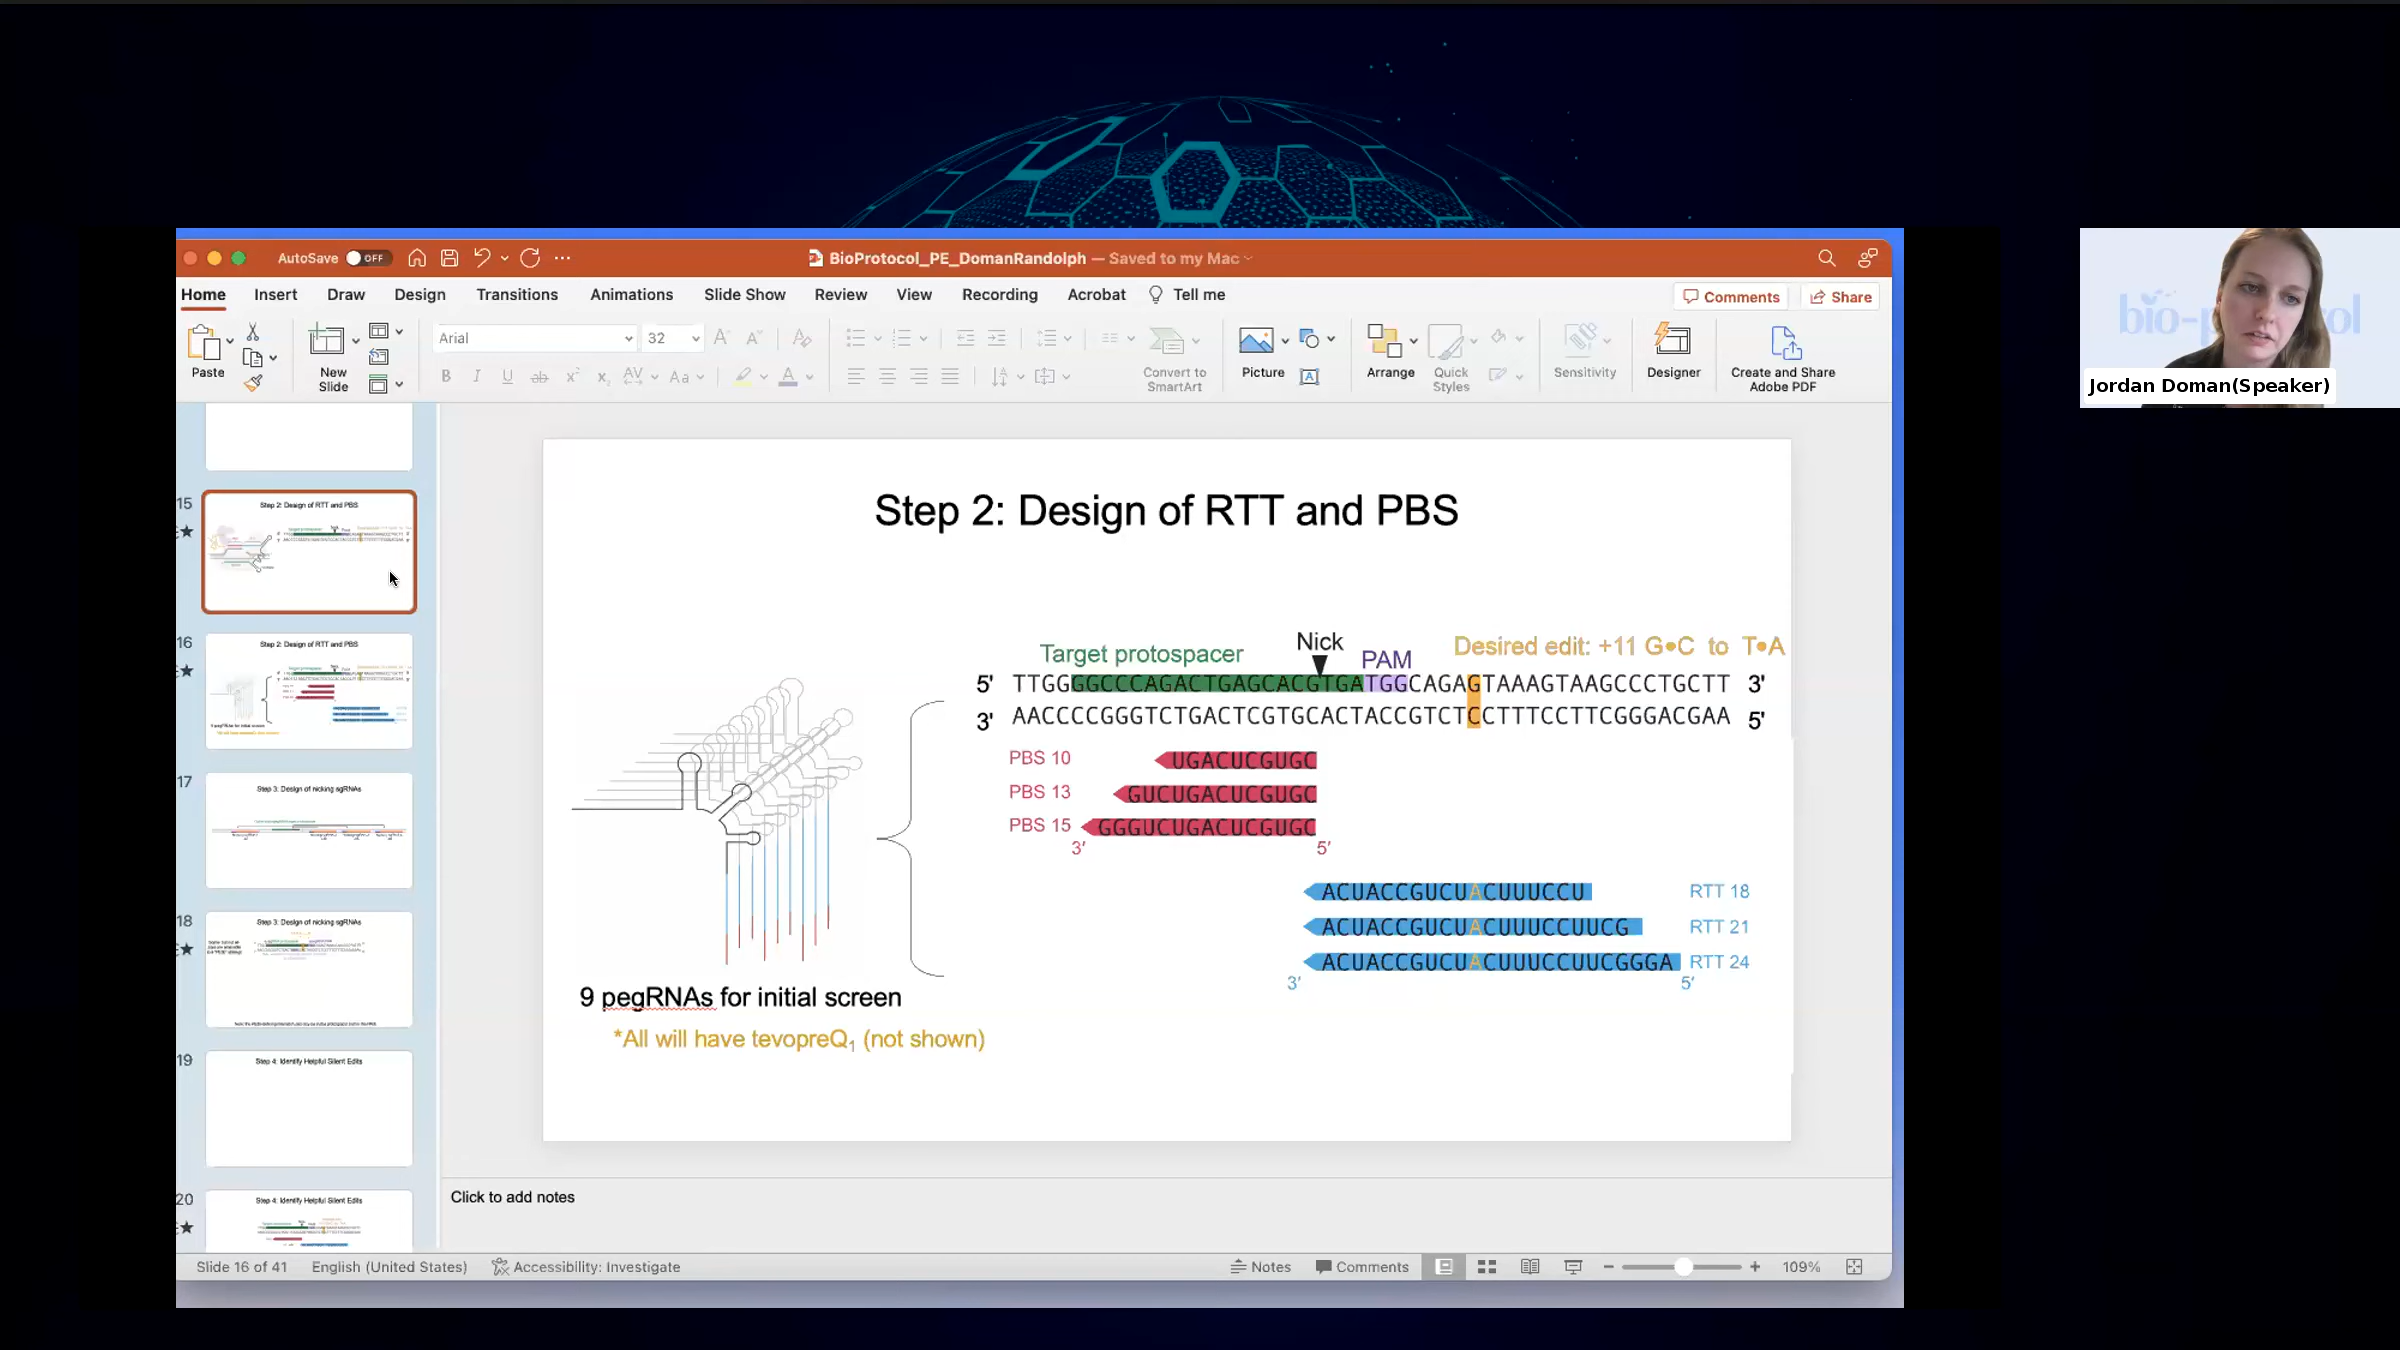 AutoSave OFF
BioProtocol_PE_DomanRandolph — Saved to my Mac
Home Insert Draw Design Transitions Animations Slide Show Review View Recording Acrobat Tell me
Comments Share
Arial 32
Paste
New Slide
Convert to SmartArt
Picture
Arrange
Quick Styles
Sensitivity
Designer
Create and Share Adobe PDF
bio-p
Jordan Doman(Speaker)
15
Step 2: Design of RTT and PBS
16
Step 2: Design of RTT and PBS
9 pegRNAs for initial screen
17
Step 3: Design of nicking sgRNAs
18
Step 3: Design of nicking sgRNAs
19
Step 4: Identify Helpful Silent Edits
20
Step 4: Identify Helpful Silent Edits
Step 2: Design of RTT and PBS
Target protospacer
Nick
PAM
Desired edit: +11 G•C to T•A
5' TTGGGGCCCAGACTGAGCACGTGATGGCAGAGTAAAGTAAGCCCTGCTT 3'
3' AACCCCGGGTCTGACTCGTGCACTACCGTCTCCTTTCCTTCGGGACGAA 5'
PBS 10 UGACUCGUGC
PBS 13 GUCUGACUCGUGC
PBS 15 GGGUCUGACUCGUGC
3' 5'
ACUACCGUCUACUUUCCU RTT 18
ACUACCGUCUACUUUCCUUCG RTT 21
ACUACCGUCUACUUUCCUUCGGGA RTT 24
3' 5'
9 pegRNAs for initial screen
*All will have tevopreQ1 (not shown)
Click to add notes
Slide 16 of 41 English (United States) Accessibility: Investigate
Notes Comments 109%